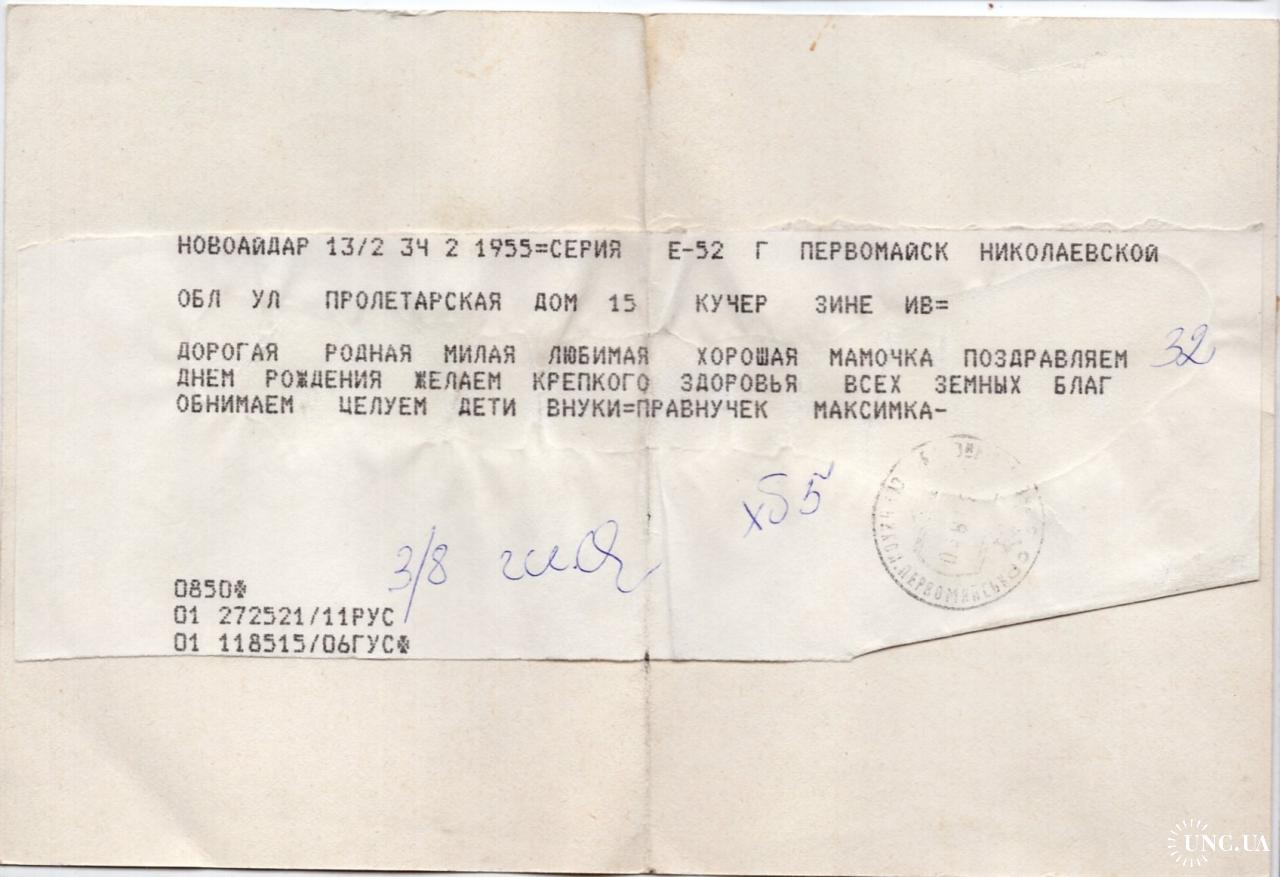 НОВОАЙДАР 13/2 34 2 1955=СЕРИЯ Е-52 Г ПЕРВОМАЙСК НИКОЛАЕВСКОЙ
ОБЛ УЛ ПРОЛЕТАРСКАЯ ДОМ 15 КУЧЕР ЗИНЕ ИВ=
ДОРОГАЯ РОДНАЯ МИЛАЯ ЛЮБИМАЯ ХОРОШАЯ МАМОЧКА ПОЗДРАВЛЯЕМ 32
ДНЕМ РОЖДЕНИЯ ЖЕЛАЕМ КРЕПКОГО ЗДОРОВЬЯ ВСЕХ ЗЕМНЫХ БЛАГ
ОБНИМАЕМ ЦЕЛУЕМ ДЕТИ ВНУКИ=ПРАВНУЧЕК МАКСИМКА-
х55
3/8
0850Ф
01 272521/11РУС
01 118515/06ГУСФ
UNC.UA